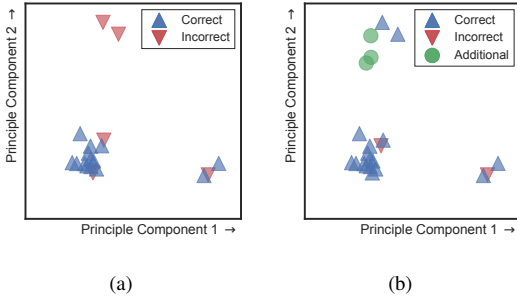 Principle Component 2 →
Correct
Incorrect
Principle Component 1 →
(a)
Principle Component 2 →
Correct
Incorrect
Additional
Principle Component 1 →
(b)